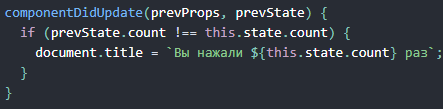 componentDidUpdate(prevProps, prevState) {
  if (prevState.count !== this.state.count) {
    document.title = `Вы нажали ${this.state.count} раз`;
  }
}